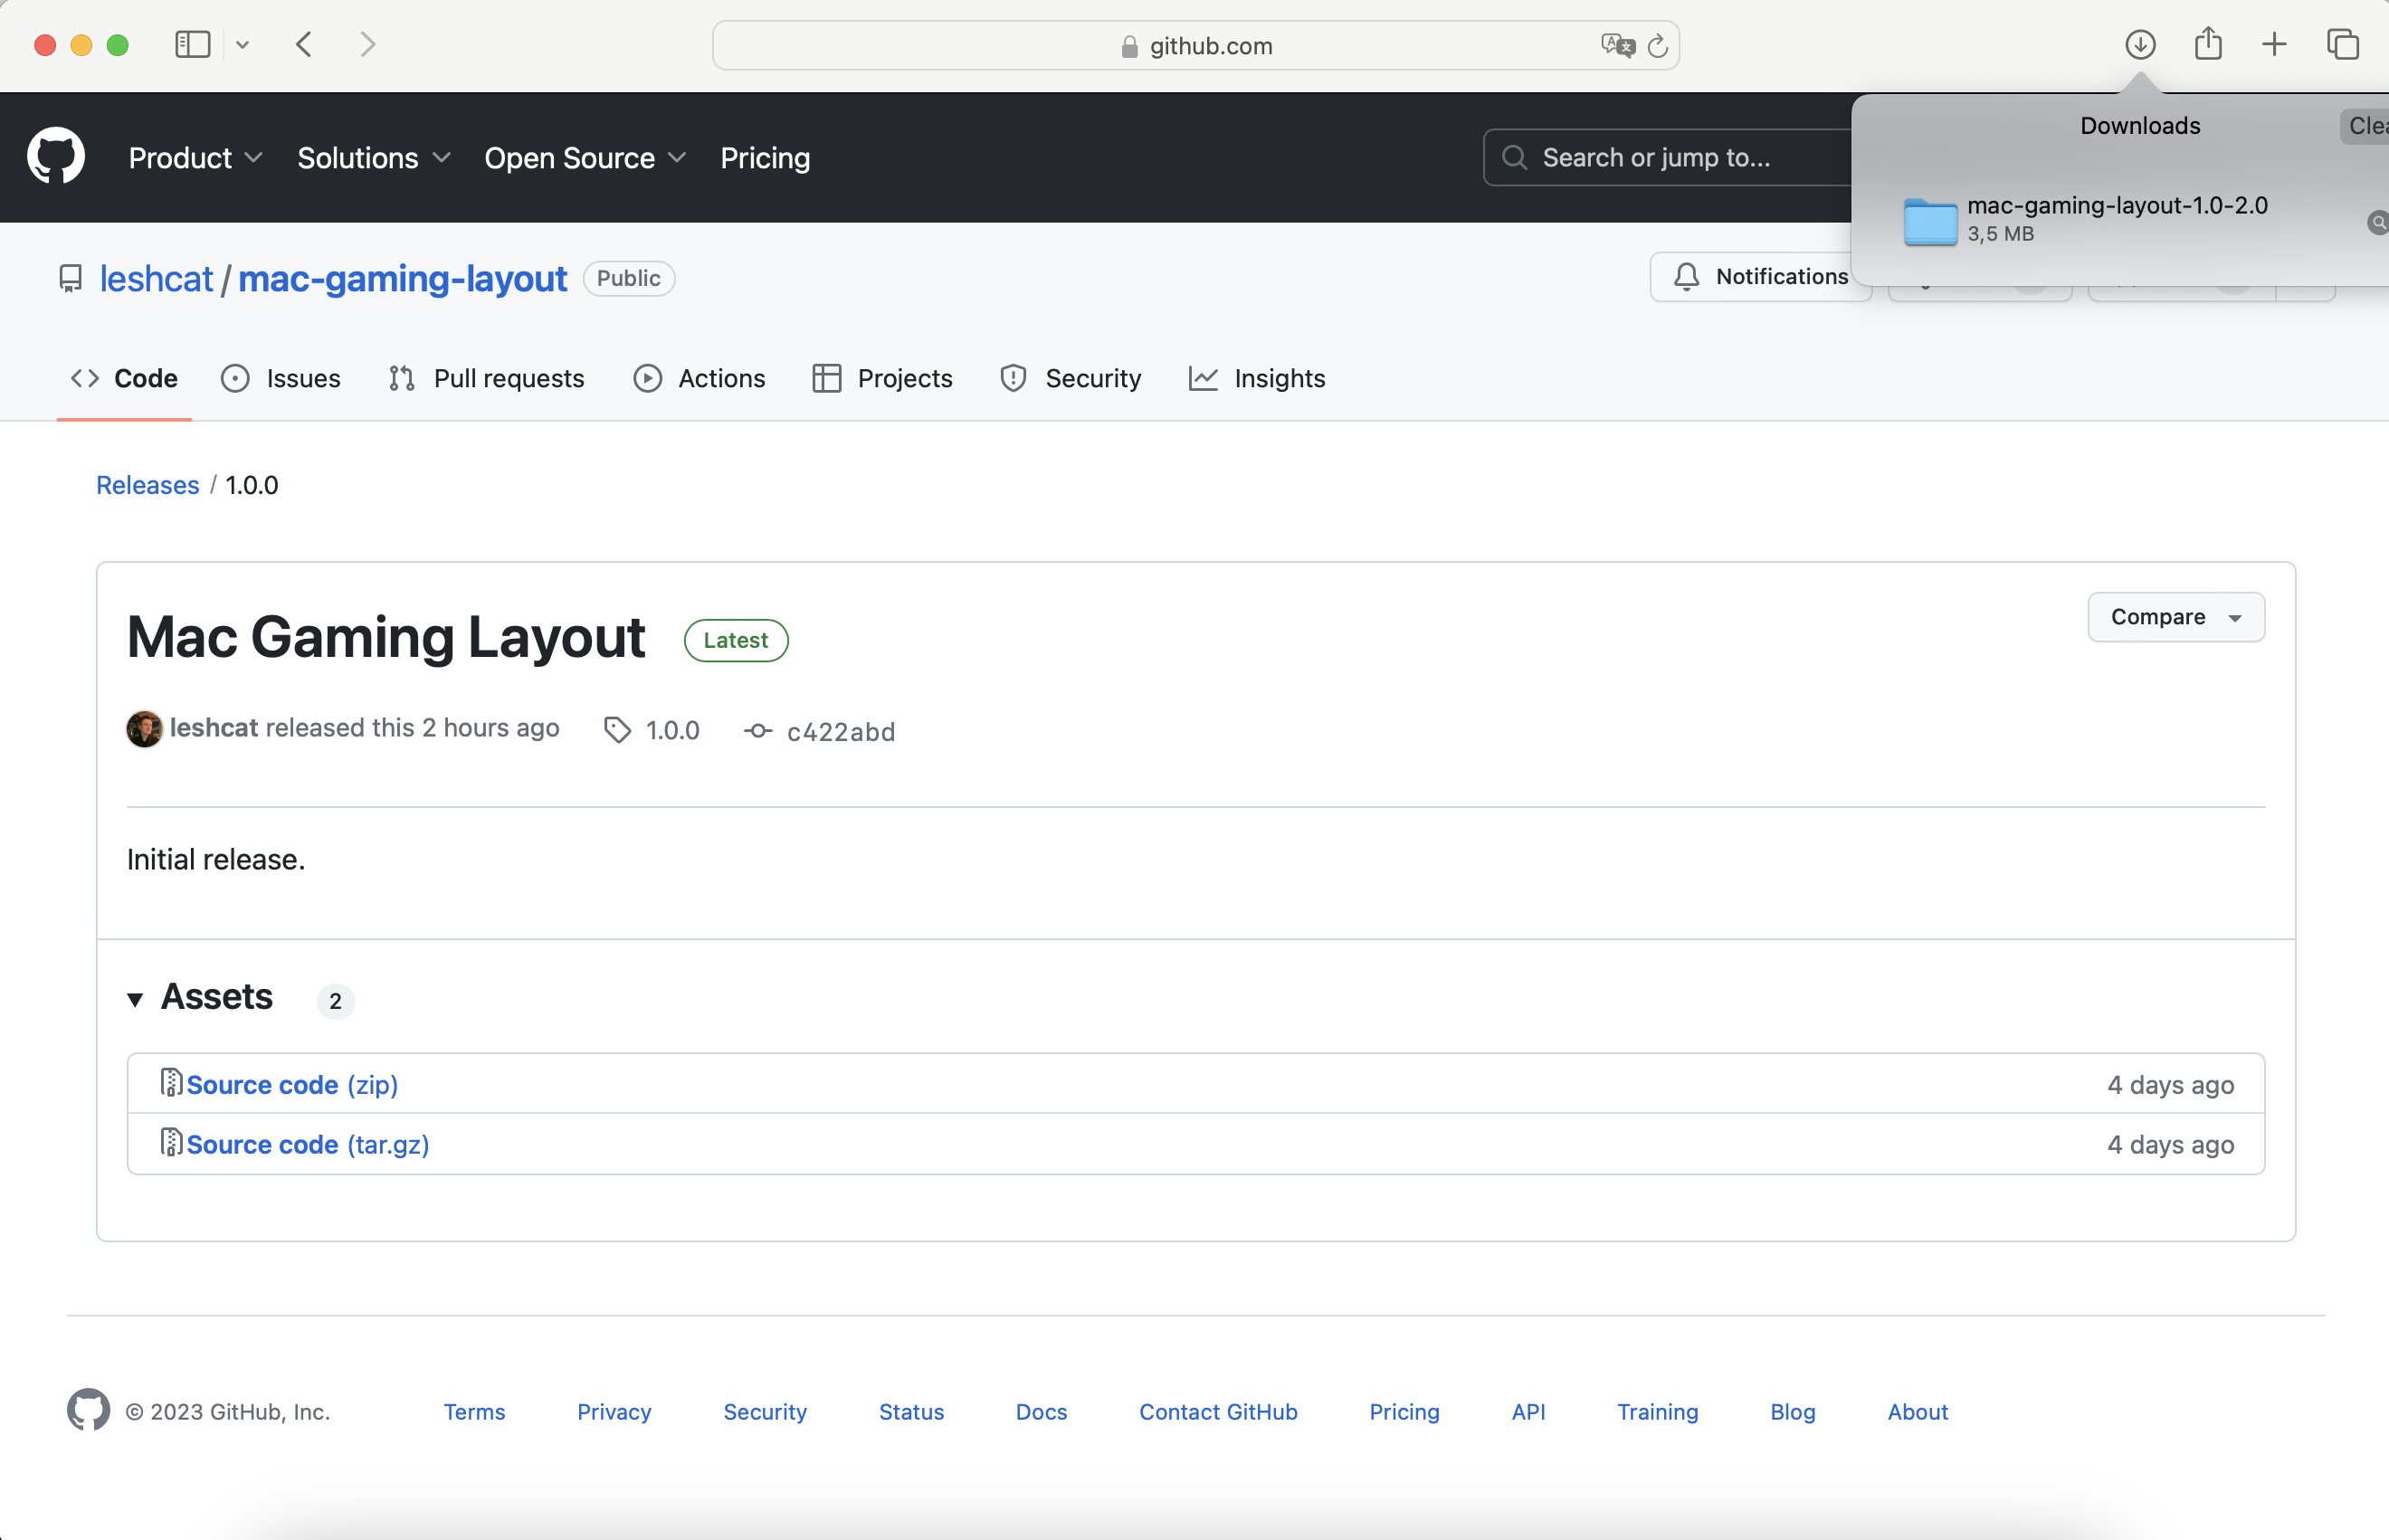 github.com
Downloads
Clea
mac-gaming-layout-1.0-2.0
3,5 MB
Product
Solutions
Open Source
Pricing
Search or jump to...
leshcat / mac-gaming-layout
Public
Notifications
Code
Issues
Pull requests
Actions
Projects
Security
Insights
Releases / 1.0.0
Mac Gaming Layout
Latest
Compare
leshcat released this 2 hours ago
1.0.0
c422abd
Initial release.
Assets
2
Source code (zip)
4 days ago
Source code (tar.gz)
4 days ago
© 2023 GitHub, Inc.
Terms
Privacy
Security
Status
Docs
Contact GitHub
Pricing
API
Training
Blog
About